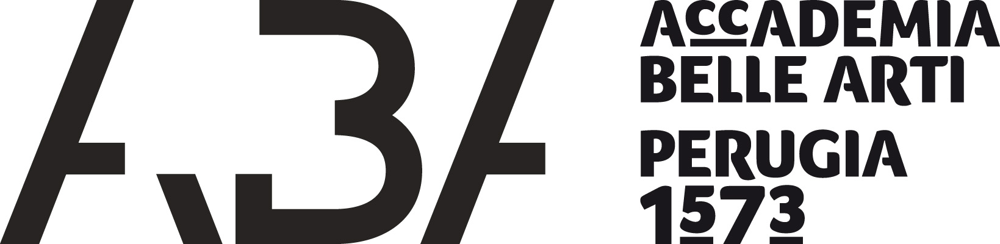 ABA
ACCADEMIA
BELLE ARTI
PERUGIA
1573